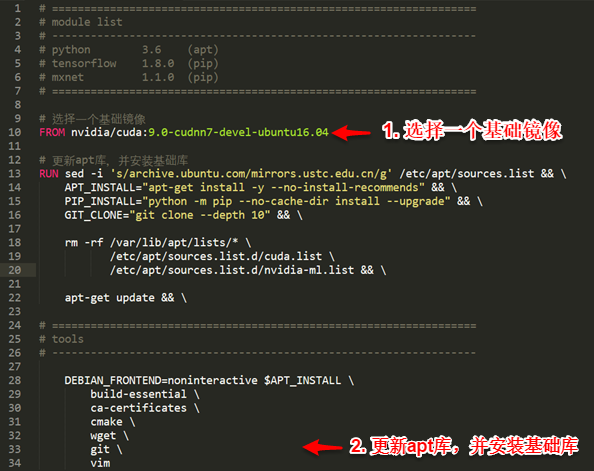 1 # ================================================================
2 # module list
3 # ----------------------------------------------------------------
4 # python        3.6    (apt)
5 # tensorflow    1.8.0  (pip)
6 # mxnet         1.1.0  (pip)
7 # ================================================================
8
9 # 选择一个基础镜像
10 FROM nvidia/cuda:9.0-cudnn7-devel-ubuntu16.04 1. 选择一个基础镜像
11
12 # 更新apt库，并安装基础库
13 RUN sed -i 's/archive.ubuntu.com/mirrors.ustc.edu.cn/g' /etc/apt/sources.list && \
14     APT_INSTALL="apt-get install -y --no-install-recommends" && \
15     PIP_INSTALL="python -m pip --no-cache-dir install --upgrade" && \
16     GIT_CLONE="git clone --depth 10" && \
17
18     rm -rf /var/lib/apt/lists/* \
19            /etc/apt/sources.list.d/cuda.list \
20            /etc/apt/sources.list.d/nvidia-ml.list && \
21
22     apt-get update && \
23
24 # ================================================================
25 # tools
26 # ----------------------------------------------------------------
27
28     DEBIAN_FRONTEND=noninteractive $APT_INSTALL \
29         build-essential \
30         ca-certificates \
31         cmake \
32         wget \
33         git \ 2. 更新apt库，并安装基础库
34         vim